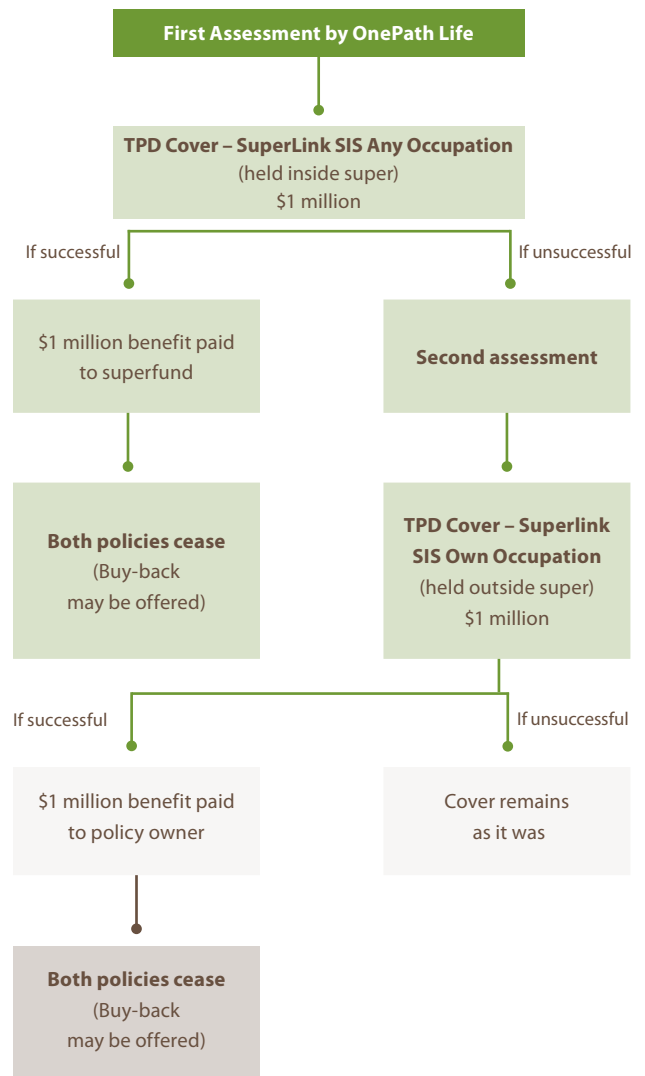 First Assessment by OnePath Life
TPD Cover – SuperLink SIS Any Occupation
(held inside super)
$1 million
If successful
If unsuccessful
$1 million benefit paid
to superfund
Second assessment
Both policies cease
(Buy-back
may be offered)
TPD Cover – Superlink
SIS Own Occupation
(held outside super)
$1 million
If successful
If unsuccessful
$1 million benefit paid
to policy owner
Cover remains
as it was
Both policies cease
(Buy-back
may be offered)